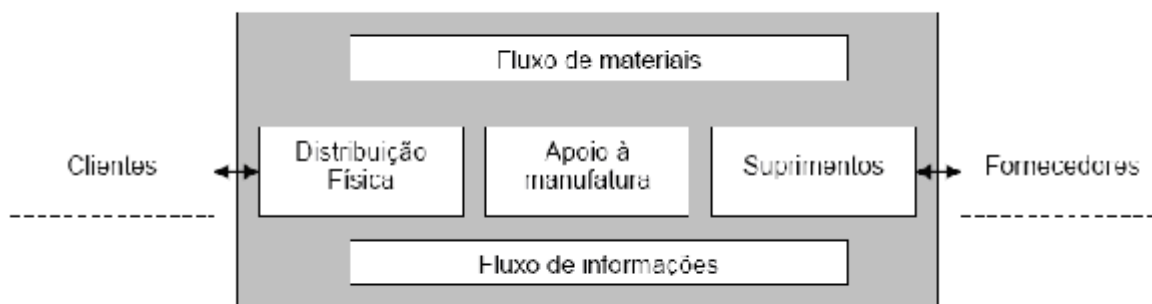 Fluxo de materiais
Clientes
Distribuição
Física
Apoio à
manufatura
Suprimentos
Fornecedores
Fluxo de informações